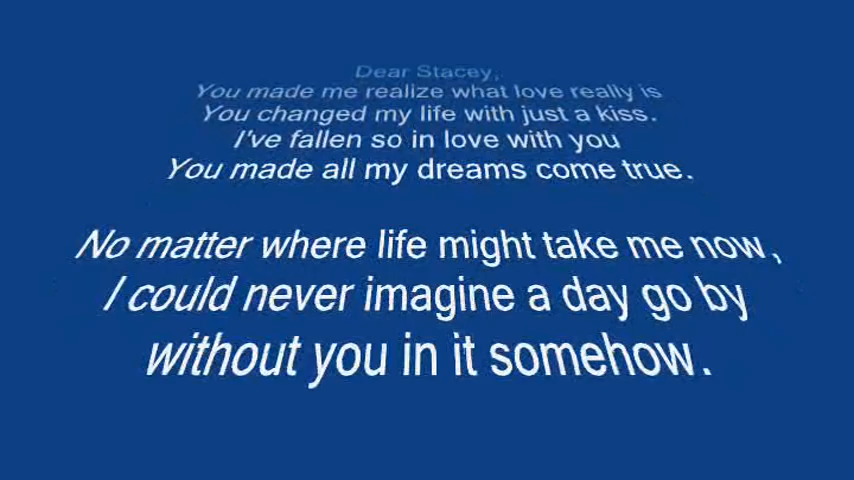 Dear Stacey,
You made me realize what love really is
You changed my life with just a kiss.
I've fallen so in love with you
You made all my dreams come true.
No matter where life might take me now,
I could never imagine a day go by
without you in it somehow.